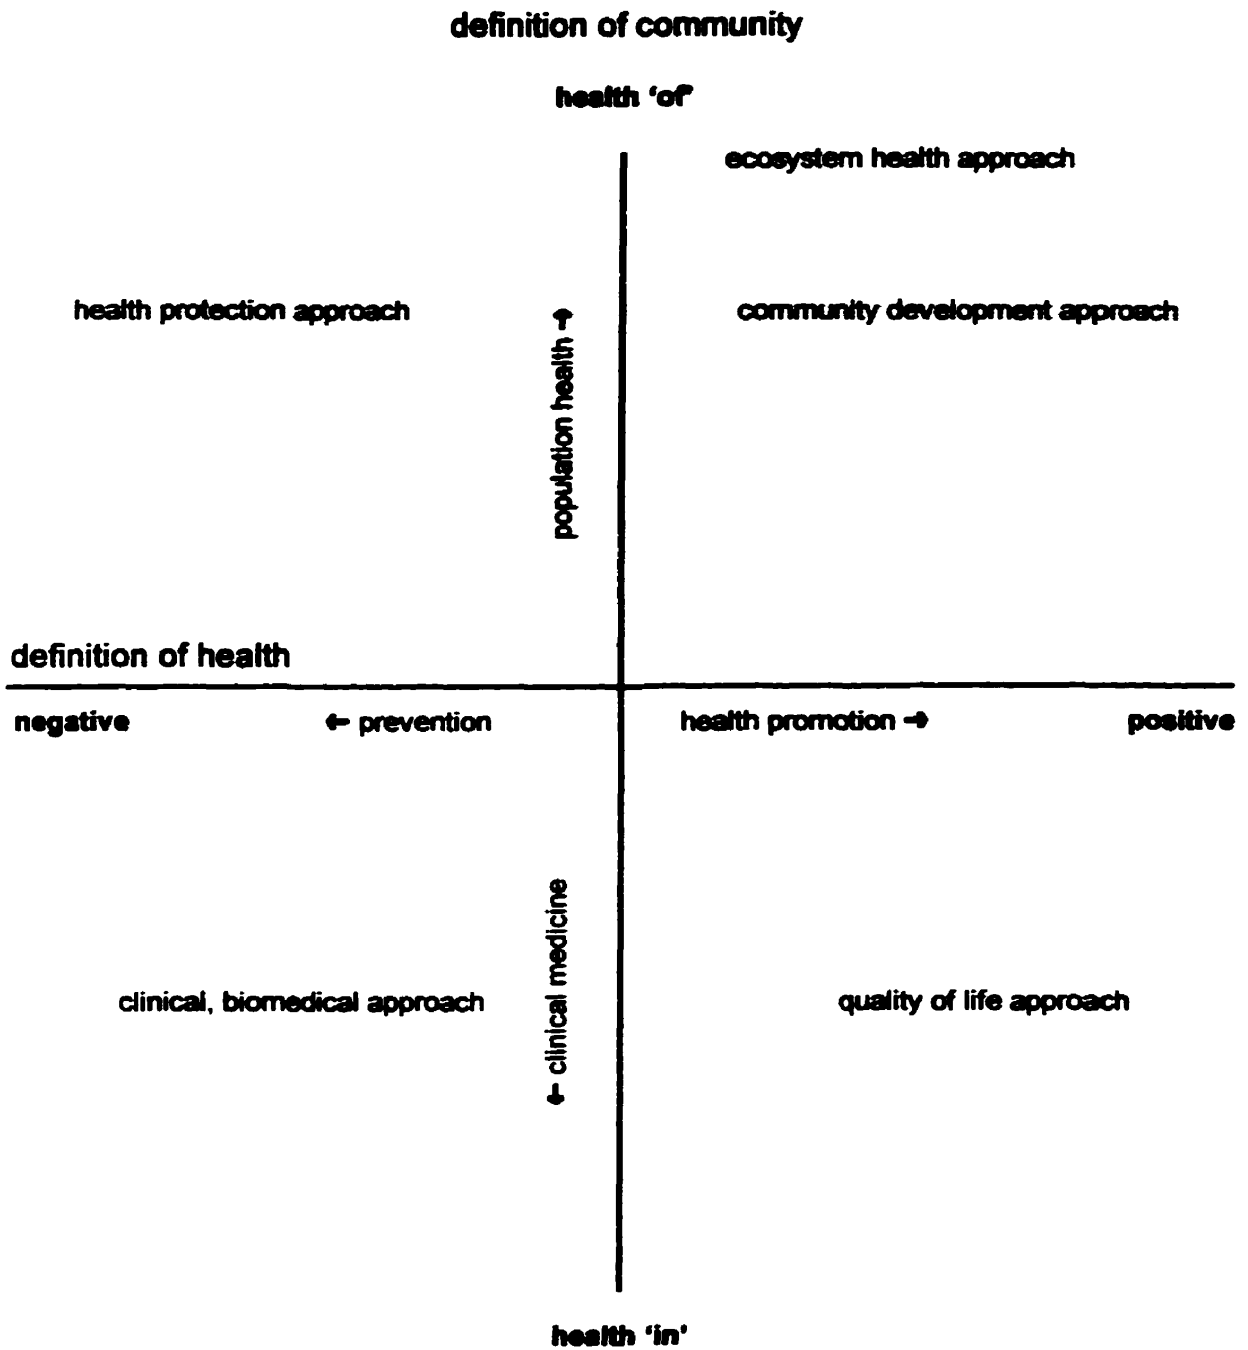 definition of community
health ‘of’
ecosystem health approach
health protection approach
community development approach
population health →
definition of health
negative
← prevention
health promotion →
positive
← clinical medicine
clinical, biomedical approach
quality of life approach
health ‘in’